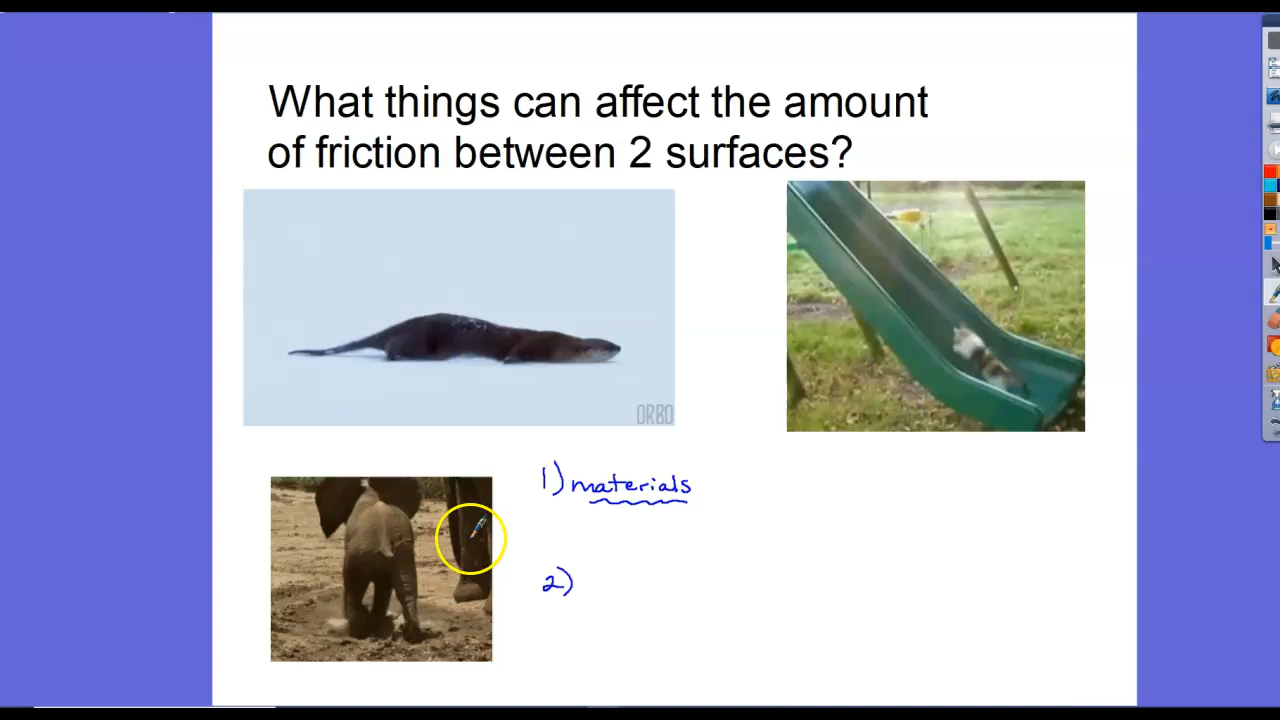 What things can affect the amount
of friction between 2 surfaces?
ORBO
1) materials
2)